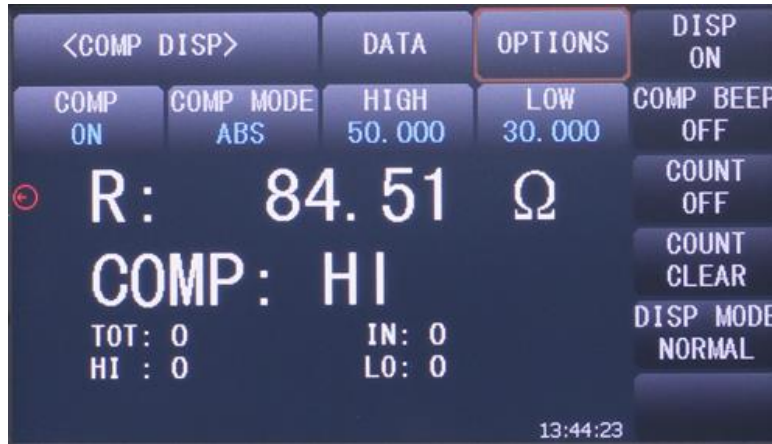 <COMP DISP> DATA OPTIONS DISP ON
COMP ON COMP MODE ABS HIGH 50.000 LOW 30.000 COMP BEEP OFF
R: 84.51 Ω COUNT OFF
COMP: HI COUNT CLEAR
TOT: 0 IN: 0 DISP MODE NORMAL
HI : 0 LO: 0
13:44:23